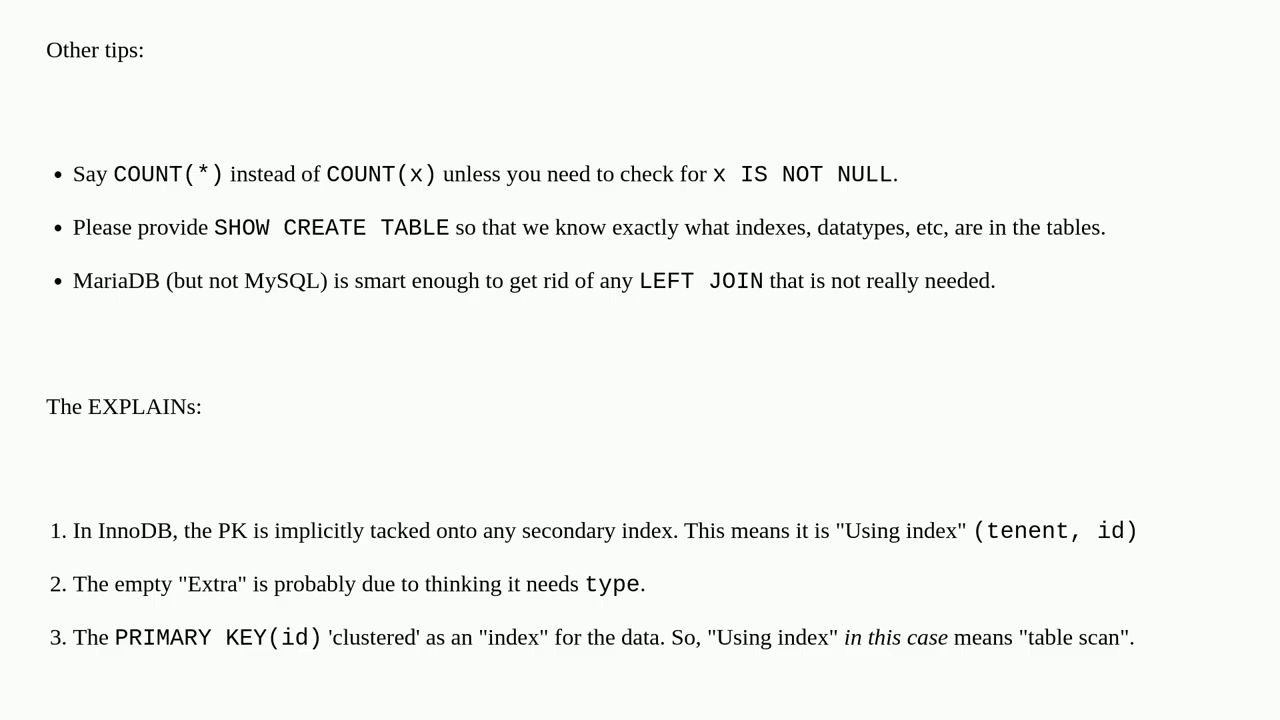 Other tips:
• Say COUNT(*) instead of COUNT(x) unless you need to check for x IS NOT NULL.
• Please provide SHOW CREATE TABLE so that we know exactly what indexes, datatypes, etc, are in the tables.
• MariaDB (but not MySQL) is smart enough to get rid of any LEFT JOIN that is not really needed.
The EXPLAINs:
1. In InnoDB, the PK is implicitly tacked onto any secondary index. This means it is "Using index" (tenent, id)
2. The empty "Extra" is probably due to thinking it needs type.
3. The PRIMARY KEY(id) 'clustered' as an "index" for the data. So, "Using index" in this case means "table scan".